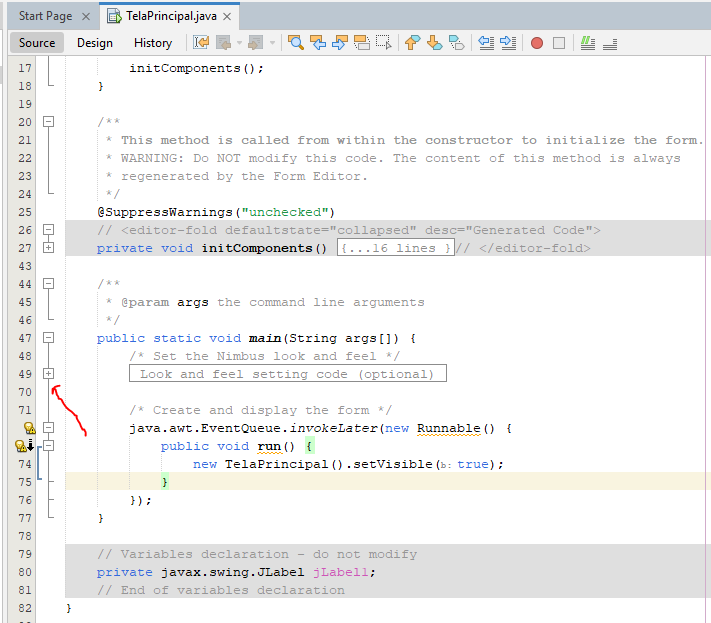 Start Page
TelaPrincipal.java
Source Design History
17 initComponents();
18 }
19
20 /**
21 * This method is called from within the constructor to initialize the form.
22 * WARNING: Do NOT modify this code. The content of this method is always
23 * regenerated by the Form Editor.
24 */
25 @SuppressWarnings("unchecked")
26 // <editor-fold defaultstate="collapsed" desc="Generated Code">
27 private void initComponents() {...16 lines }// </editor-fold>
43
44 /**
45 * @param args the command line arguments
46 */
47 public static void main(String args[]) {
48 /* Set the Nimbus look and feel */
49 Look and feel setting code (optional)
70
71 /* Create and display the form */
java.awt.EventQueue.invokeLater(new Runnable() {
public void run() {
74 new TelaPrincipal().setVisible(b: true);
75 }
76 });
77 }
78
79 // Variables declaration - do not modify
80 private javax.swing.JLabel jLabel1;
81 // End of variables declaration
82 }